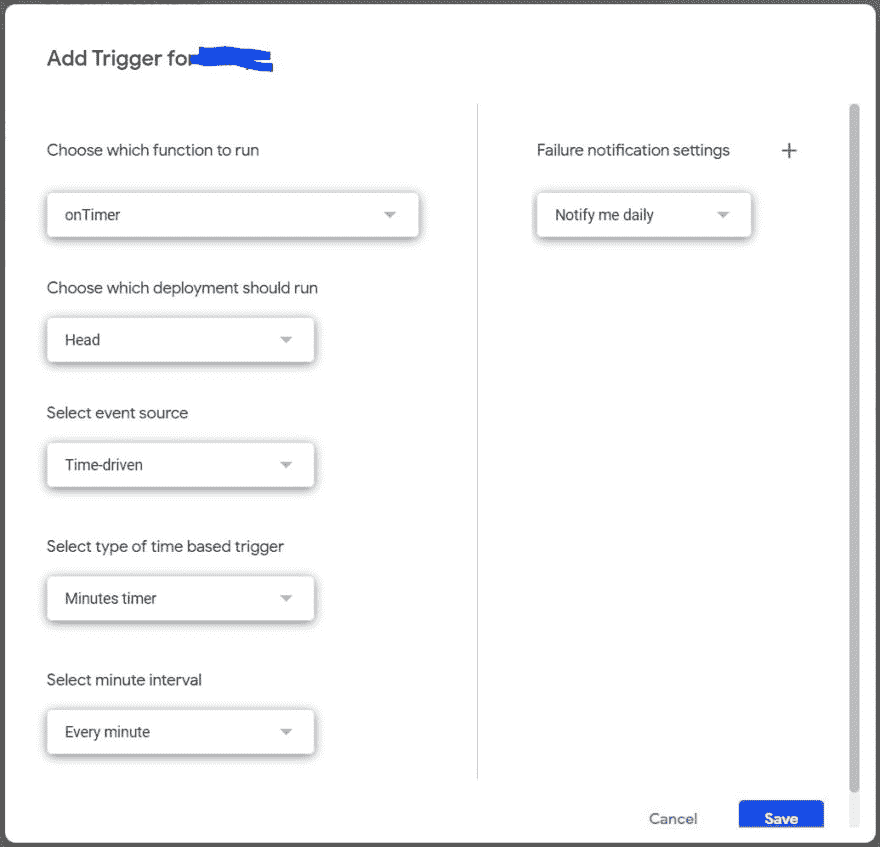 Add Trigger for
Choose which function to run
onTimer
Choose which deployment should run
Head
Select event source
Time-driven
Select type of time based trigger
Minutes timer
Select minute interval
Every minute
Failure notification settings +
Notify me daily
Cancel
Save